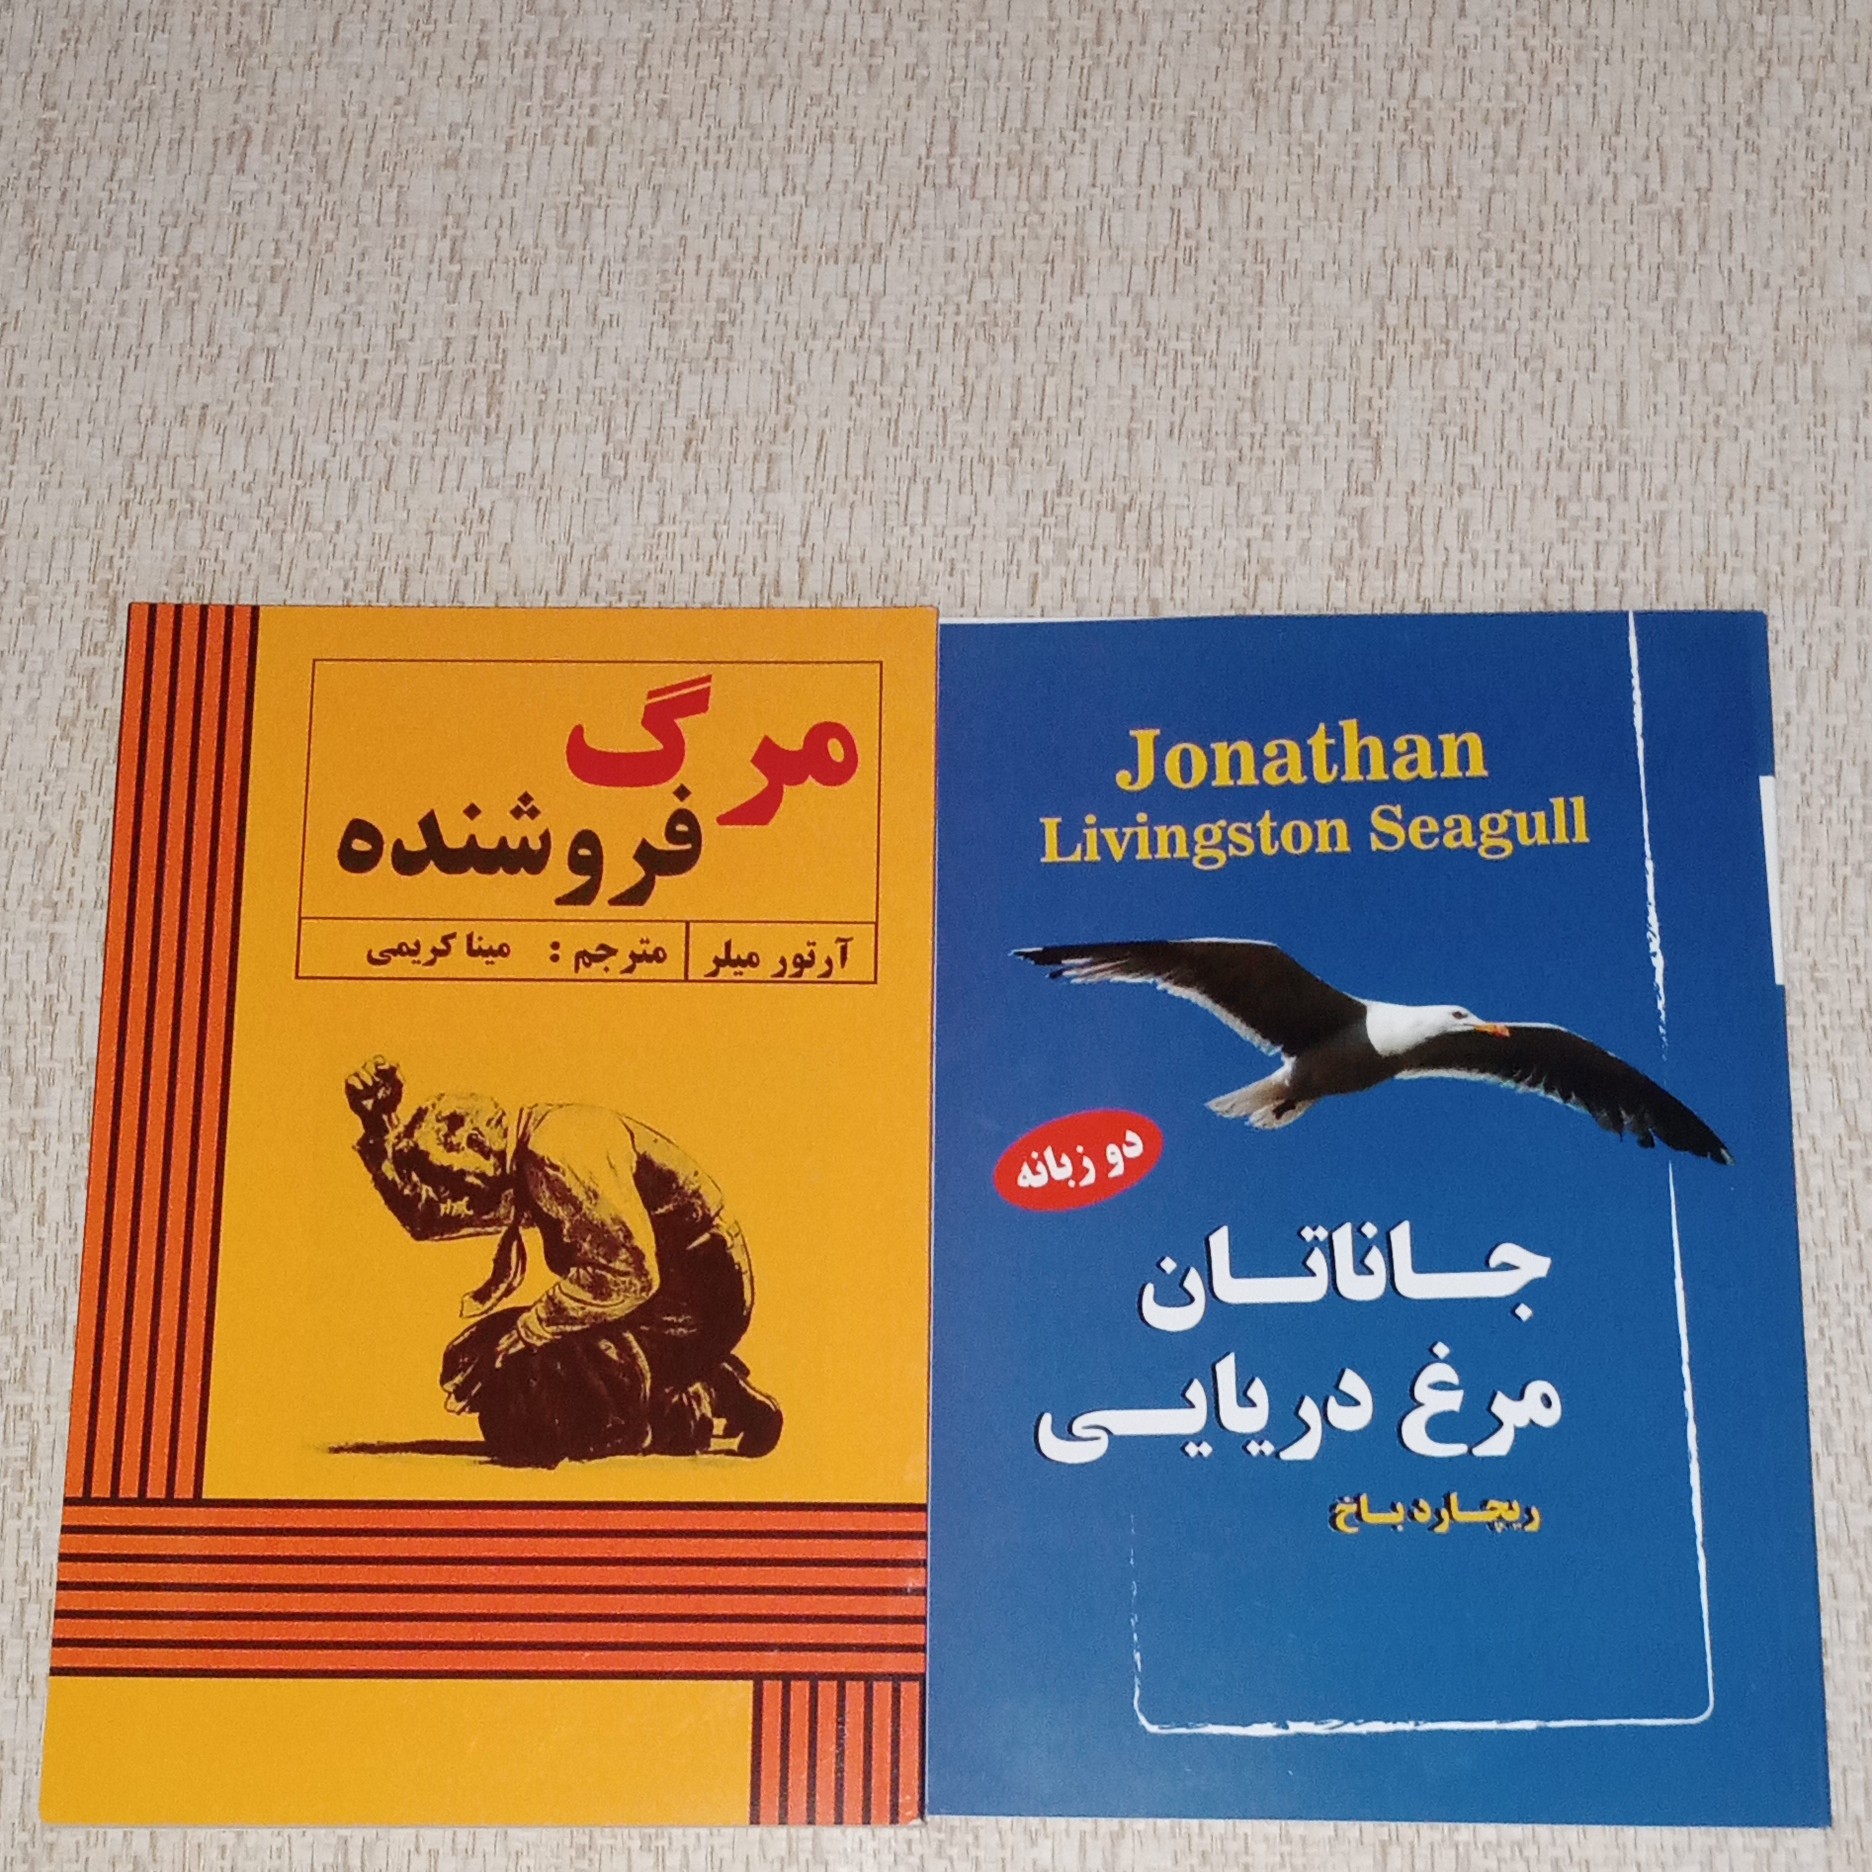 مرگ
فروشنده
آرتور میلر
مترجم : مینا کریمی
Jonathan
Livingston Seagull
دو زبانه
جاناتان
مرغ دریایی
ریچارد باخ